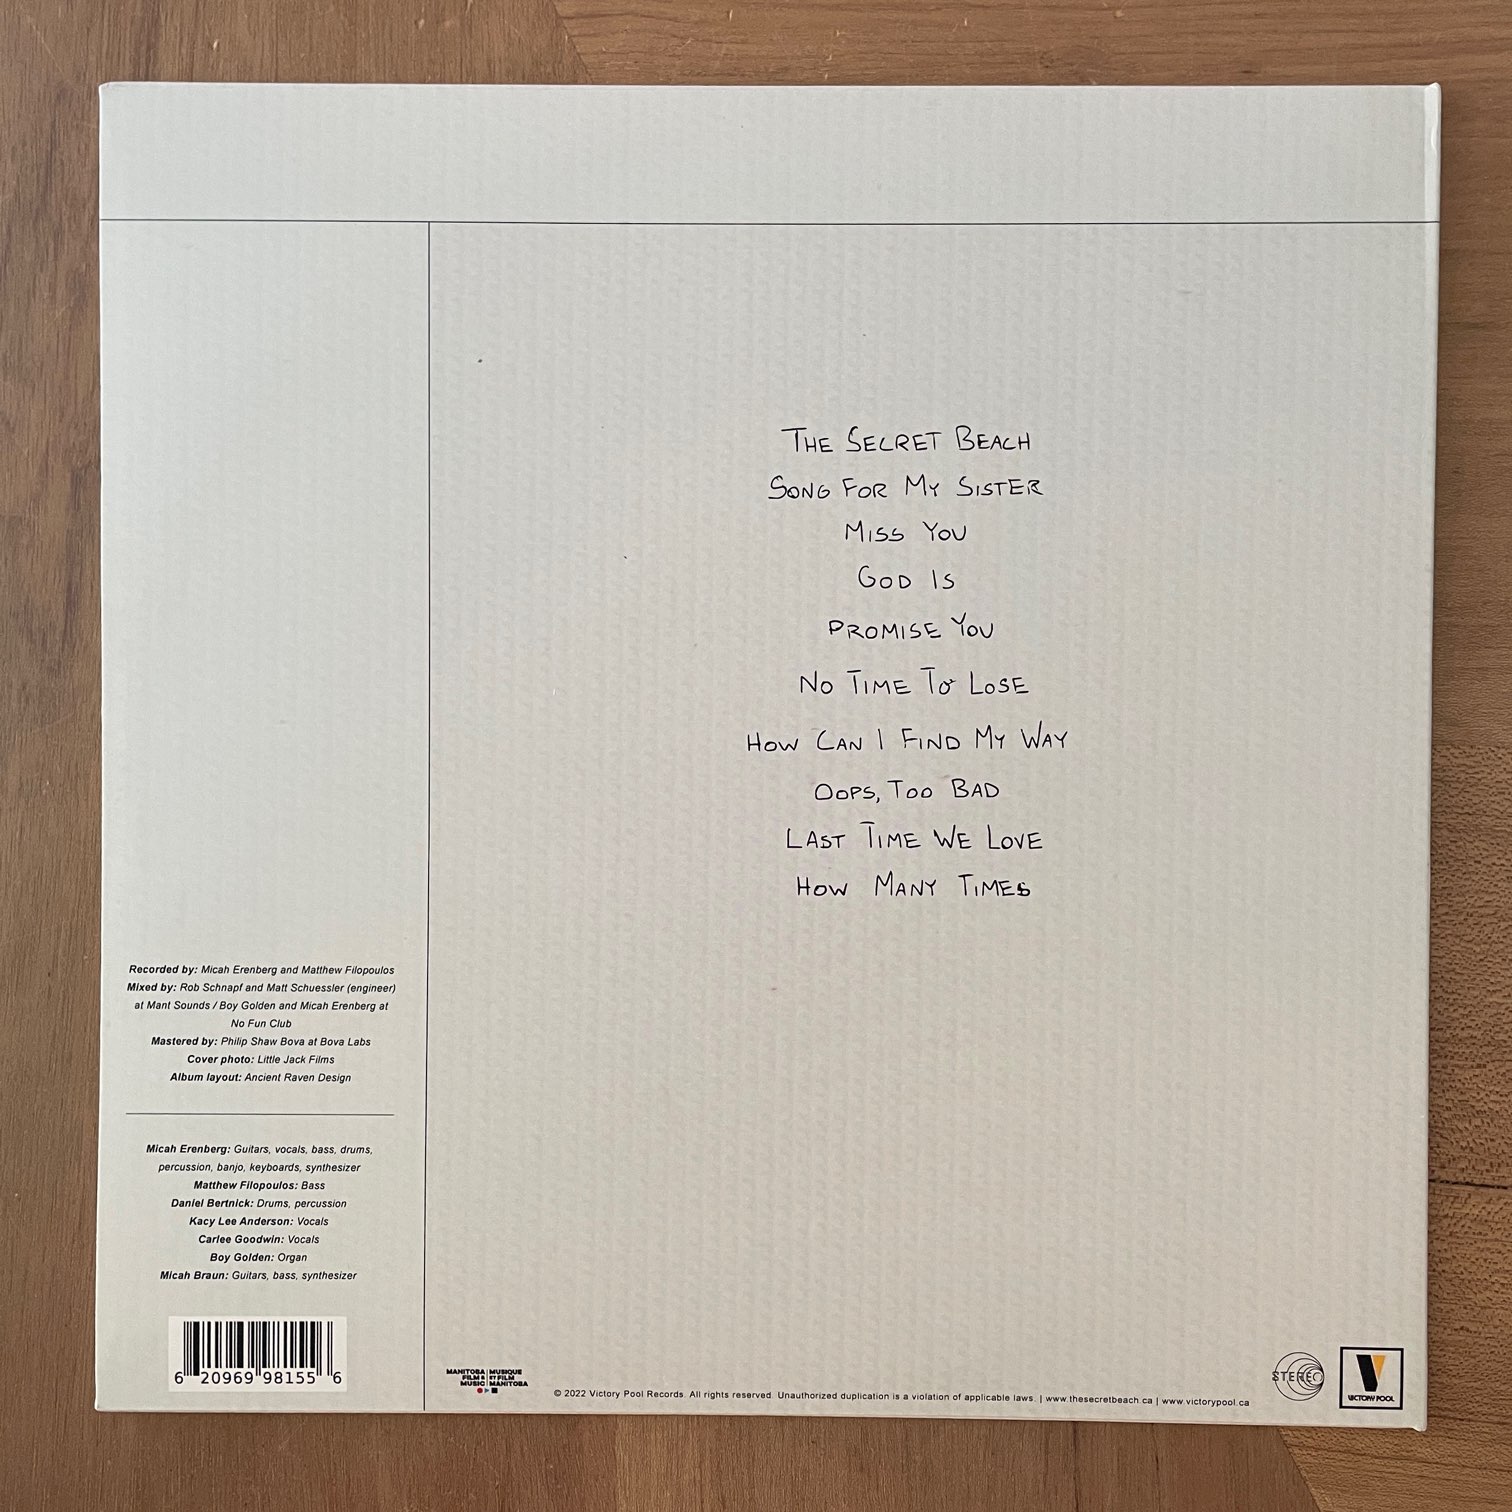 THE SECRET BEACH
SONG FOR MY SISTER
MISS YOU
GOD IS
PROMISE YOU
NO TIME TO LOSE
HOW CAN I FIND MY WAY
OOPS, TOO BAD
LAST TIME WE LOVE
HOW MANY TIMES
Recorded by: Micah Erenberg and Matthew Filopoulos
Mixed by: Rob Schnapf and Matt Schuessler (engineer)
at Mant Sounds / Boy Golden and Micah Erenberg at
No Fun Club
Mastered by: Philip Shaw Bova at Bova Labs
Cover photo: Little Jack Films
Album layout: Ancient Raven Design
Micah Erenberg: Guitars, vocals, bass, drums,
percussion, banjo, keyboards, synthesizer
Matthew Filopoulos: Bass
Daniel Bertnick: Drums, percussion
Kacy Lee Anderson: Vocals
Carlee Goodwin: Vocals
Boy Golden: Organ
Micah Braun: Guitars, bass, synthesizer
6 20969 98155 6
MANITOBA MUSIQUE
FILM & ET FILM
MUSIC MANITOBA
© 2022 Victory Pool Records. All rights reserved. Unauthorized duplication is a violation of applicable laws. | www.thesecretbeach.ca | www.victorypool.ca
STEREO
VICTORY POOL